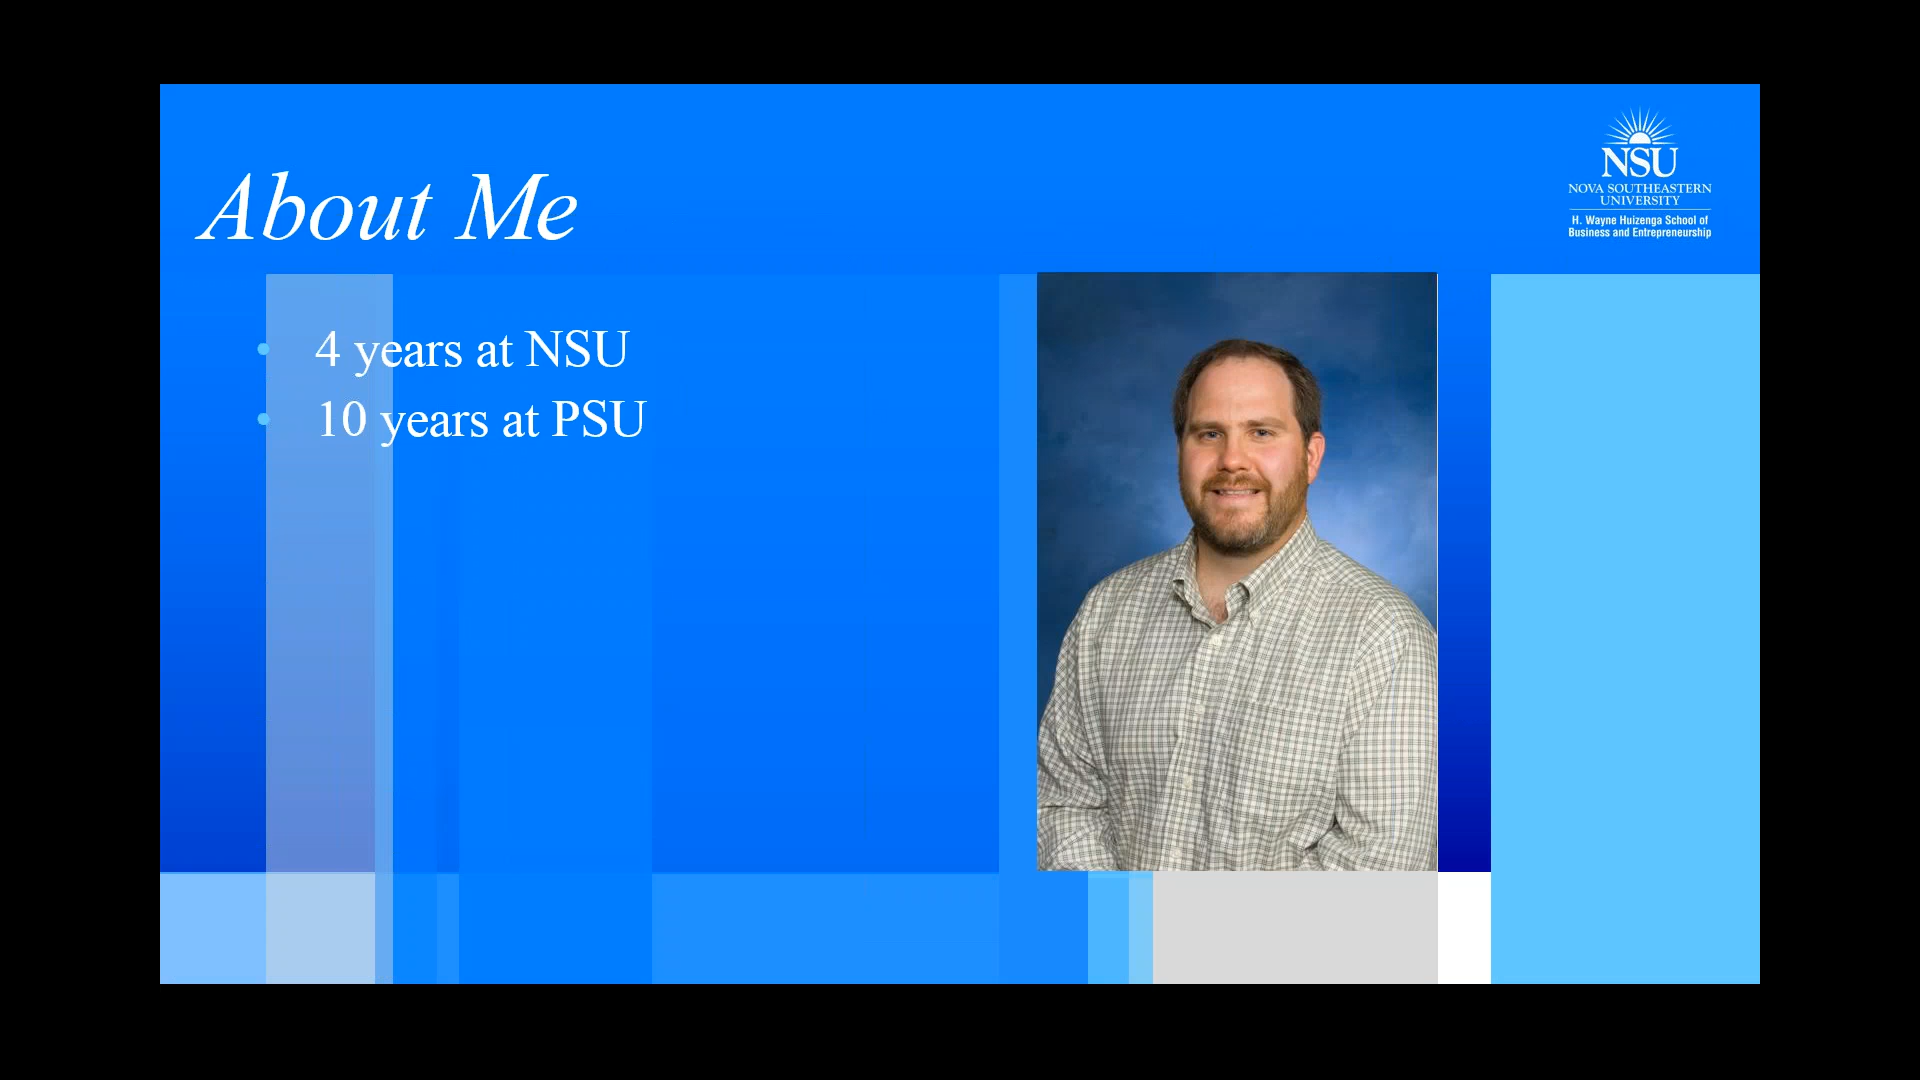 About Me
NSU
NOVA SOUTHEASTERN
UNIVERSITY
H. Wayne Huizenga School of
Business and Entrepreneurship
• 4 years at NSU
• 10 years at PSU